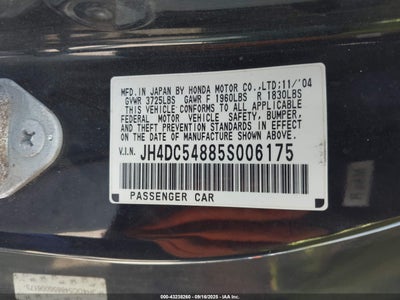 MFD. IN JAPAN BY HONDA MOTOR CO.,LTD:11/'04
GVWR 3725LBS GAWR F 1960LBS R 1830LBS
THIS VEHICLE CONFORMS TO ALL APPLICABLE
FEDERAL MOTOR VEHICLE SAFETY, BUMPER,
AND THEFT PREVENTION STANDARDS IN EFFECT
ON THE DATE OF MANUFACTURE SHOWN ABOVE.
V.I.N. JH4DC54885S006175
PASSENGER CAR
JH4DC54885S006175
000-43238260 - 09/18/2025 - IAA, Inc.